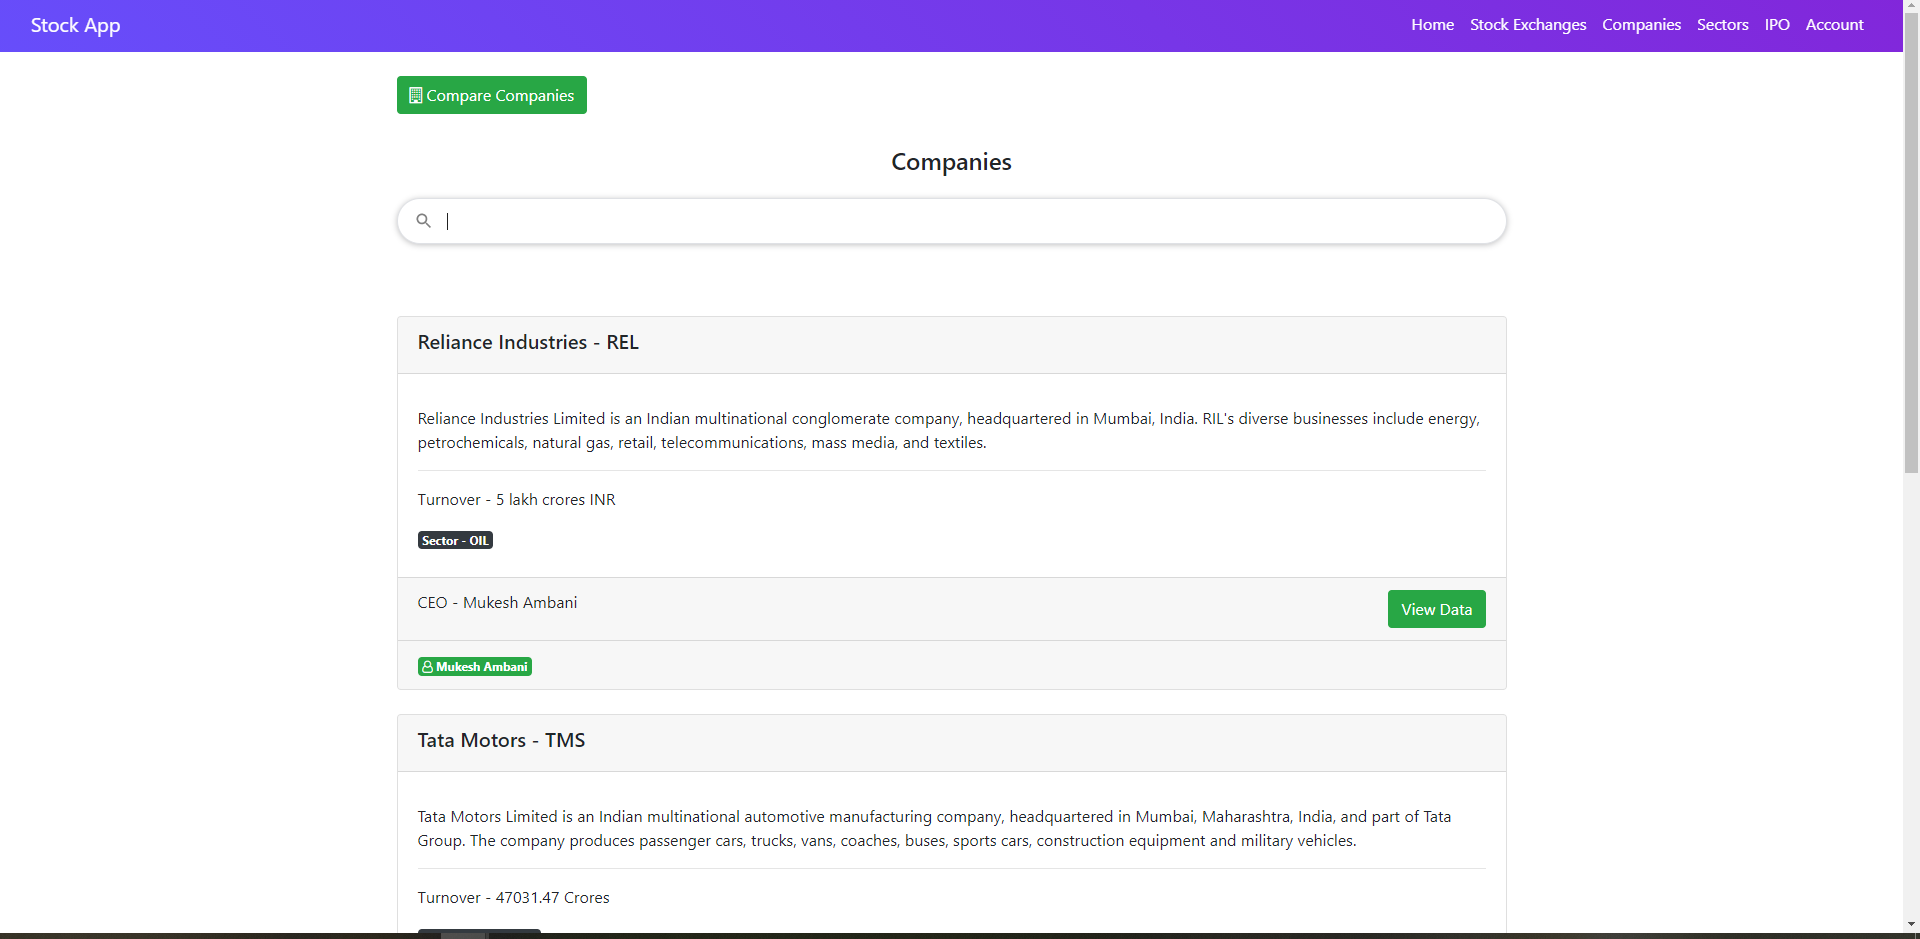 Stock App
Home Stock Exchanges Companies Sectors IPO Account
Compare Companies
Companies
Reliance Industries - REL
Reliance Industries Limited is an Indian multinational conglomerate company, headquartered in Mumbai, India. RIL's diverse businesses include energy,
petrochemicals, natural gas, retail, telecommunications, mass media, and textiles.
Turnover - 5 lakh crores INR
Sector - OIL
CEO - Mukesh Ambani
View Data
Mukesh Ambani
Tata Motors - TMS
Tata Motors Limited is an Indian multinational automotive manufacturing company, headquartered in Mumbai, Maharashtra, India, and part of Tata
Group. The company produces passenger cars, trucks, vans, coaches, buses, sports cars, construction equipment and military vehicles.
Turnover - 47031.47 Crores